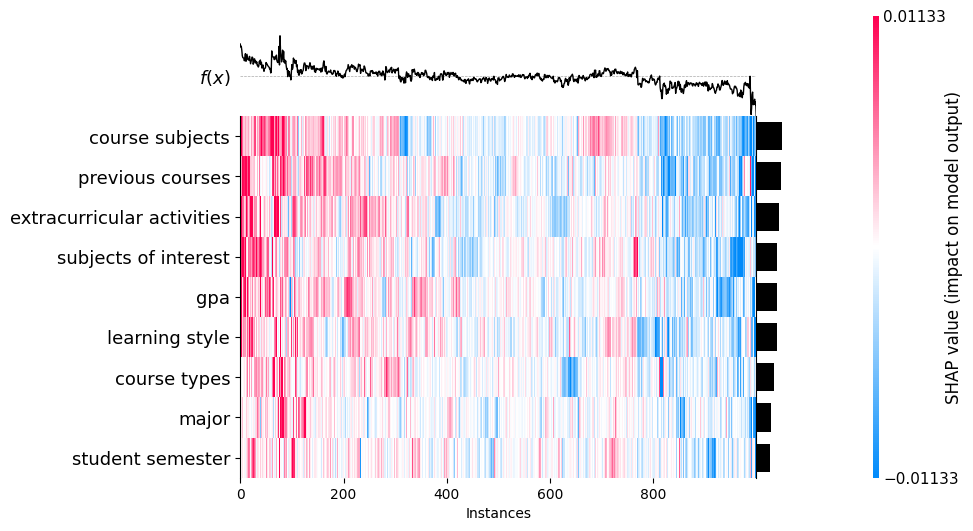 0.01133
f(x)
course subjects
previous courses
extracurricular activities
subjects of interest
gpa
learning style
course types
major
student semester
0 200 400 600 800
Instances
−0.01133
SHAP value (impact on model output)